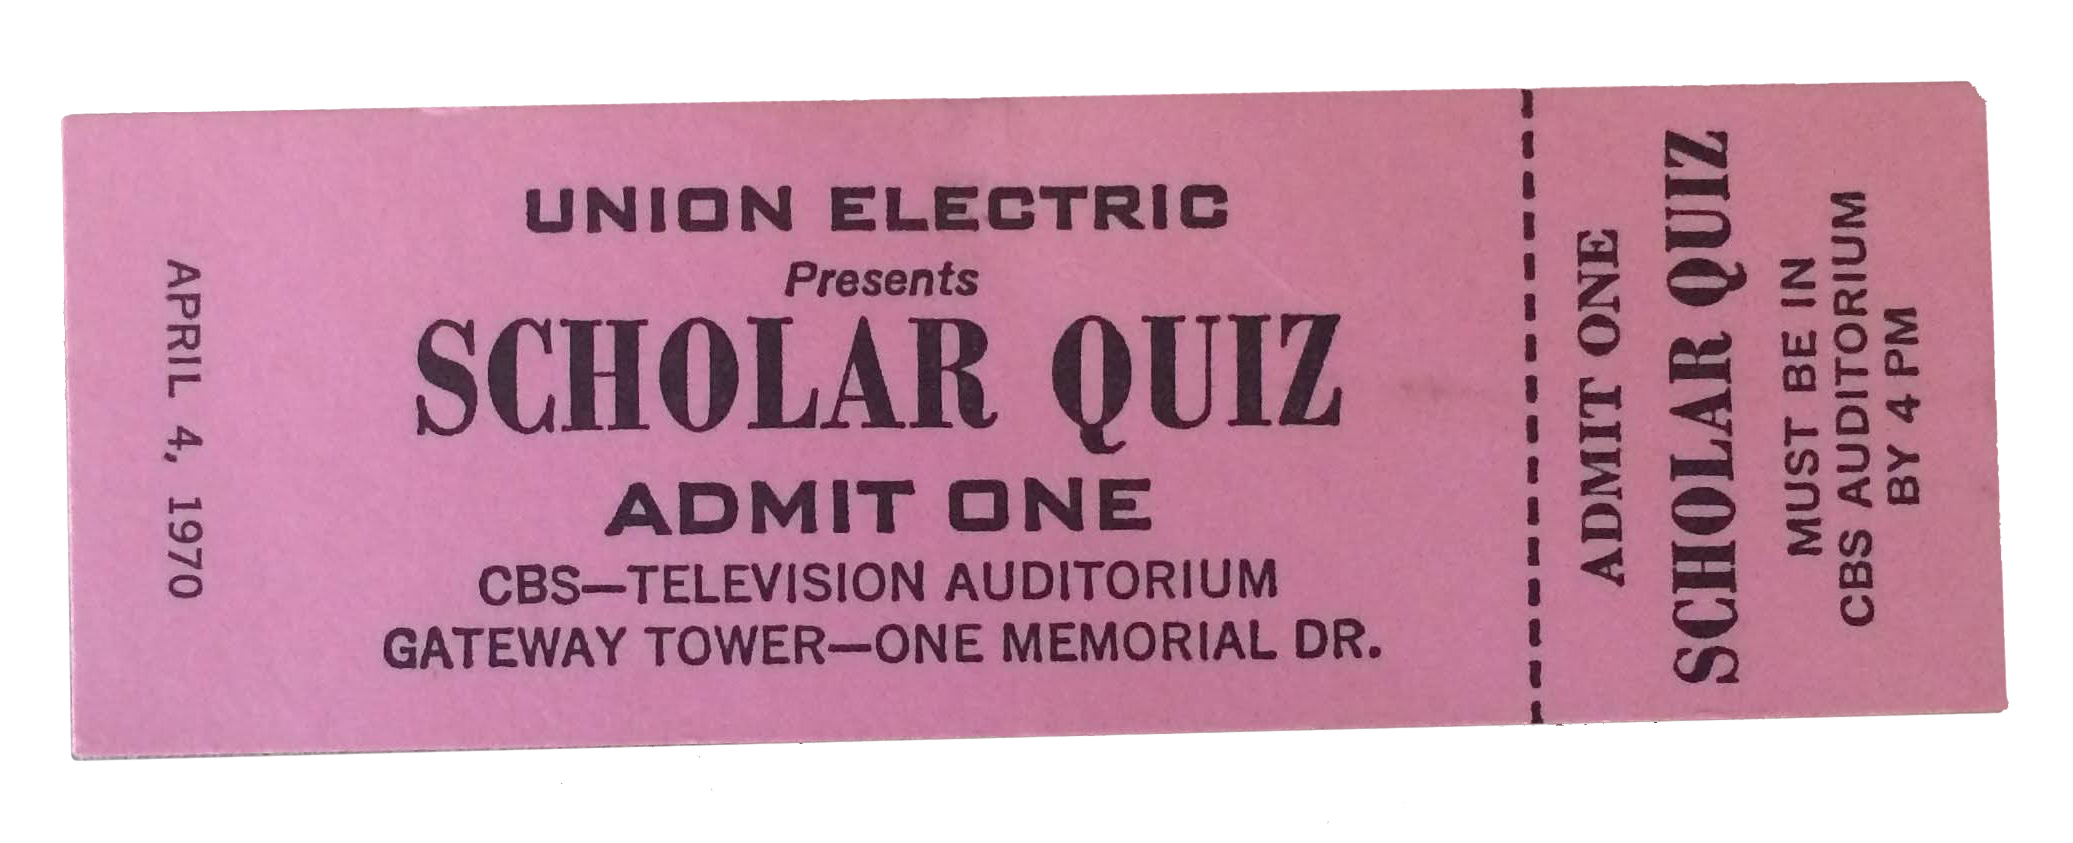 APRIL 4, 1970
UNION ELECTRIC
Presents
SCHOLAR QUIZ
ADMIT ONE
CBS—TELEVISION AUDITORIUM
GATEWAY TOWER—ONE MEMORIAL DR.
ADMIT ONE
SCHOLAR QUIZ
MUST BE IN
CBS AUDITORIUM
BY 4 PM